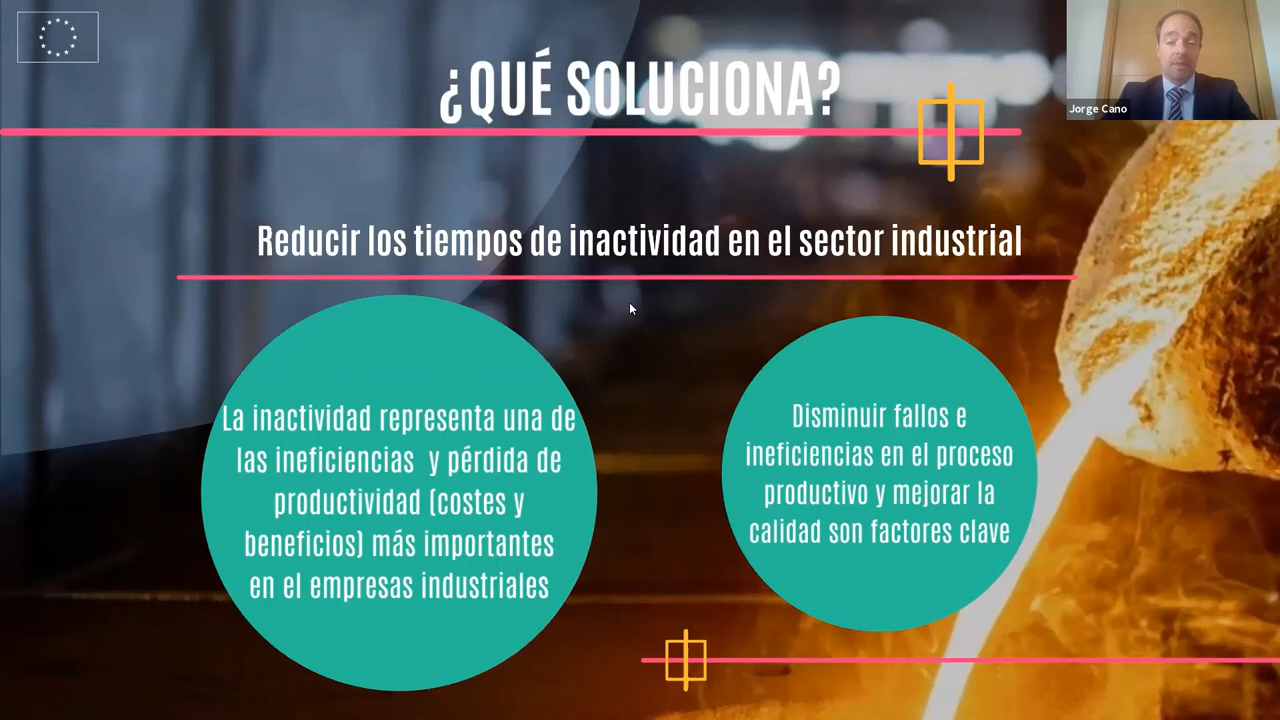 ¿QUÉ SOLUCIONA?
Jorge Cano
Reducir los tiempos de inactividad en el sector industrial
La inactividad representa una de
las ineficiencias y pérdida de
productividad (costes y
beneficios) más importantes
en el empresas industriales
Disminuir fallos e
ineficiencias en el proceso
productivo y mejorar la
calidad son factores clave